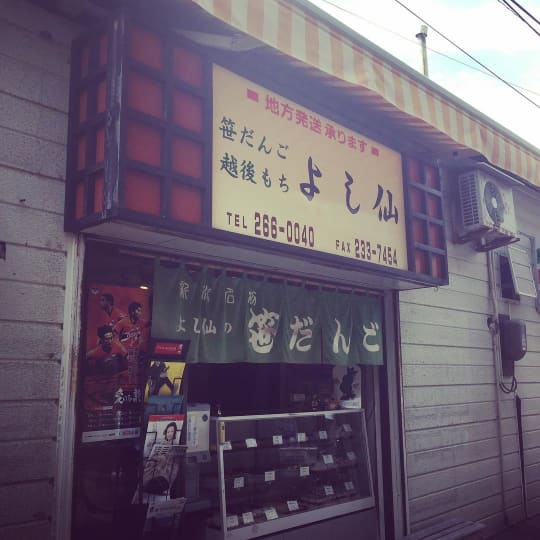 ■ 地方発送承ります ■
笹だんご
越後もち
よし仙
TEL 266-0040
FAX 233-7454
よし仙の
笹だんご